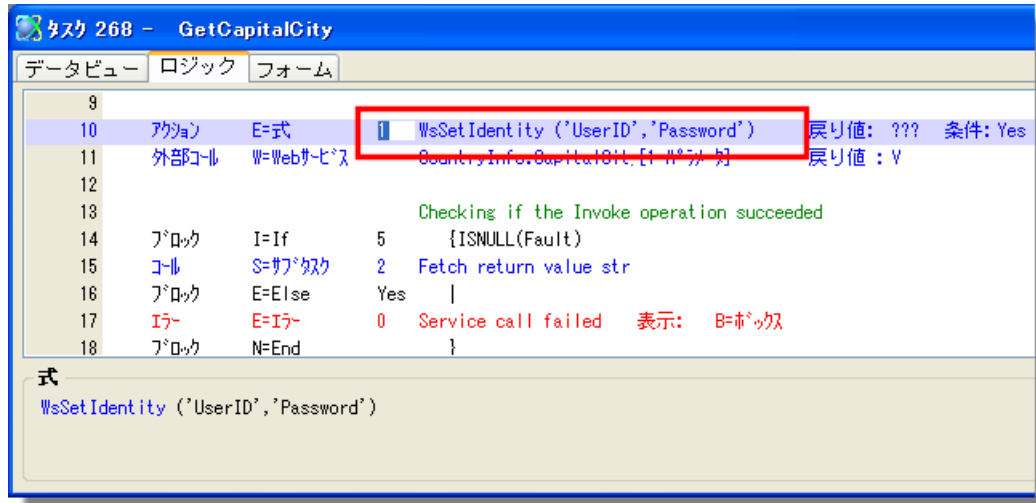 タスク 268 - GetCapitalCity
データビュー ロジック フォーム
9
10 アクション E=式 1 WsSetIdentity ('UserID','Password') 戻り値: ??? 条件: Yes
11 外部コール W=Webサービス [1 パラメータ] 戻り値 : V
12
13 Checking if the Invoke operation succeeded
14 ブロック I=If 5 {ISNULL(Fault)
15 コール S=サブタスク 2 Fetch return value str
16 ブロック E=Else Yes |
17 エラー E=エラー 0 Service call failed 表示: B=ボックス
18 ブロック N=End }
式
WsSetIdentity ('UserID','Password')